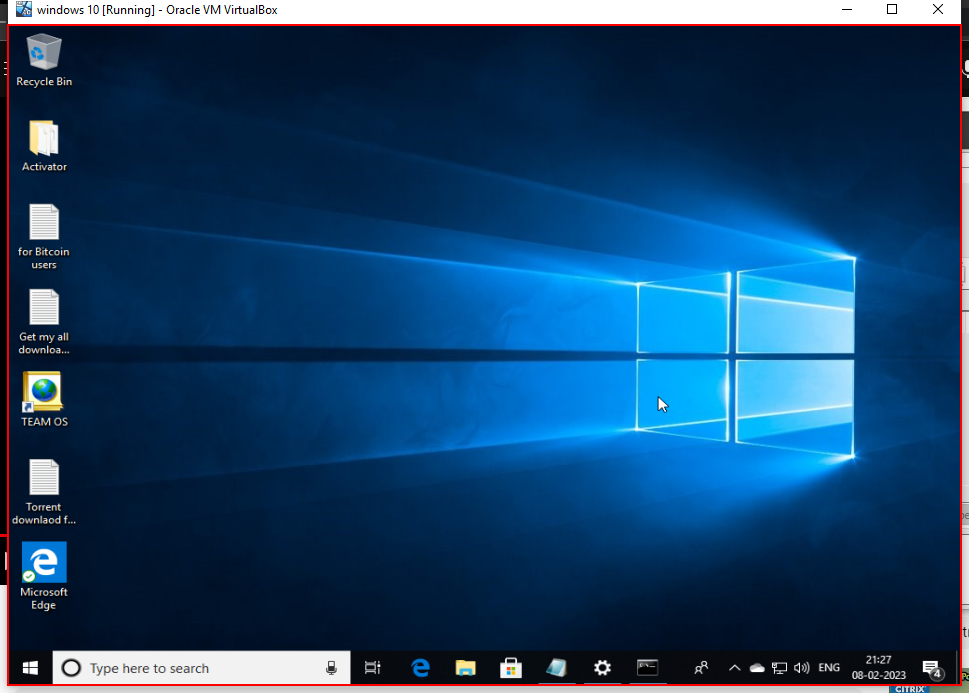 windows 10 [Running] - Oracle VM VirtualBox
Recycle Bin
Activator
for Bitcoin
users
Get my all
downloa...
TEAM OS
Torrent
downlaod f...
Microsoft
Edge
Type here to search
ENG
21:27
08-02-2023
4
CITRIX